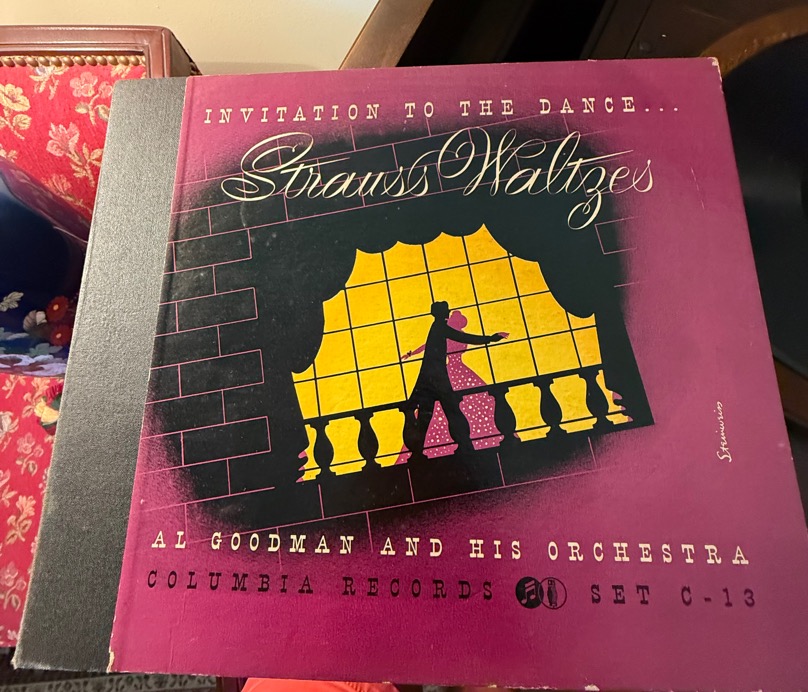 INVITATION TO THE DANCE...
Strauss Waltzes
Steinweiss
AL GOODMAN AND HIS ORCHESTRA
COLUMBIA RECORDS SET C-13